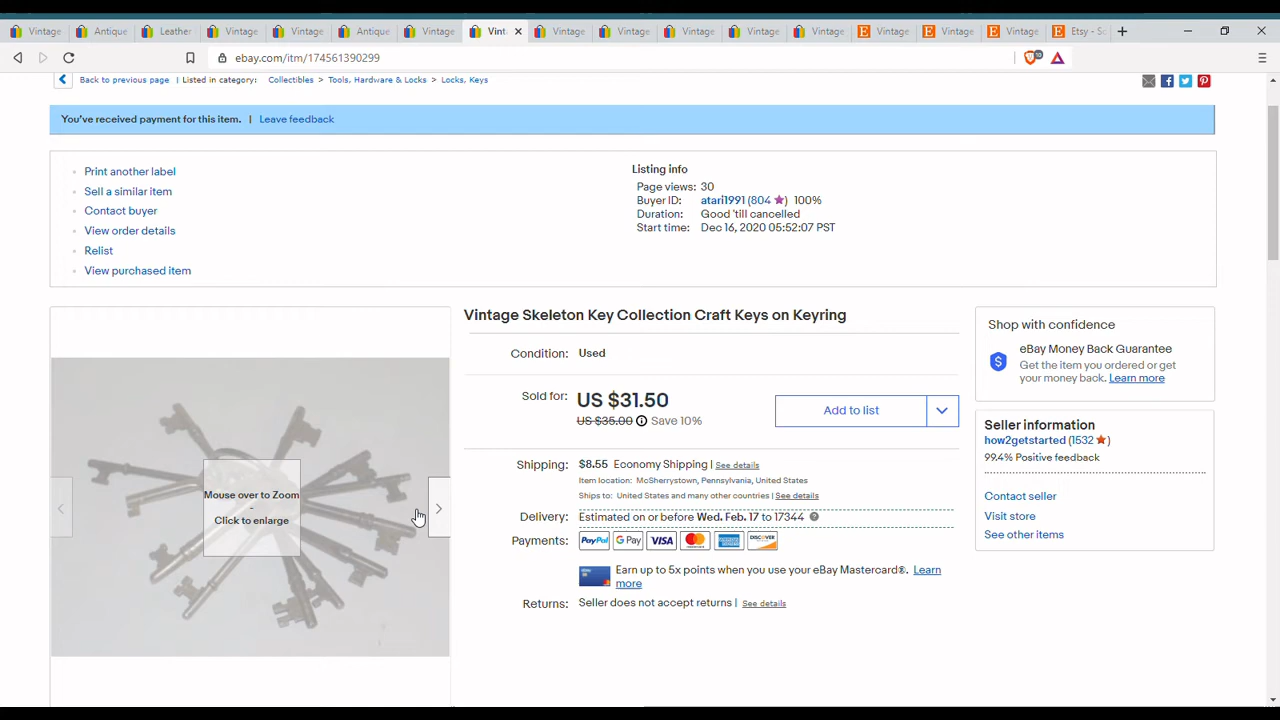 Vintage
Antique
Leather
Vintage
Vintage
Antique
Vintage
Vint
Vintage
Vintage
Vintage
Vintage
Vintage
Vintage
Vintage
Vintage
Etsy - S
ebay.com/itm/174561390299
Back to previous page | Listed in category: Collectibles > Tools, Hardware & Locks > Locks, Keys
You've received payment for this item. | Leave feedback
Print another label
Sell a similar item
Contact buyer
View order details
Relist
View purchased item
Listing info
Page views: 30
Buyer ID: atari1991 (804 ★) 100%
Duration: Good 'till cancelled
Start time: Dec 16, 2020 05:52:07 PST
Mouse over to Zoom
-
Click to enlarge
Vintage Skeleton Key Collection Craft Keys on Keyring
Condition: Used
Sold for: US $31.50
US $35.00 Save 10%
Add to list
Shipping: $8.55 Economy Shipping | See details
Item location: McSherrystown, Pennsylvania, United States
Ships to: United States and many other countries | See details
Delivery: Estimated on or before Wed. Feb. 17 to 17344
Payments: PayPal G Pay VISA mastercard AMERICAN EXPRESS DISCOVER
Earn up to 5x points when you use your eBay Mastercard®. Learn
more
Returns: Seller does not accept returns | See details
Shop with confidence
eBay Money Back Guarantee
Get the item you ordered or get
your money back. Learn more
Seller information
how2getstarted (1532 ★)
99.4% Positive feedback
Contact seller
Visit store
See other items